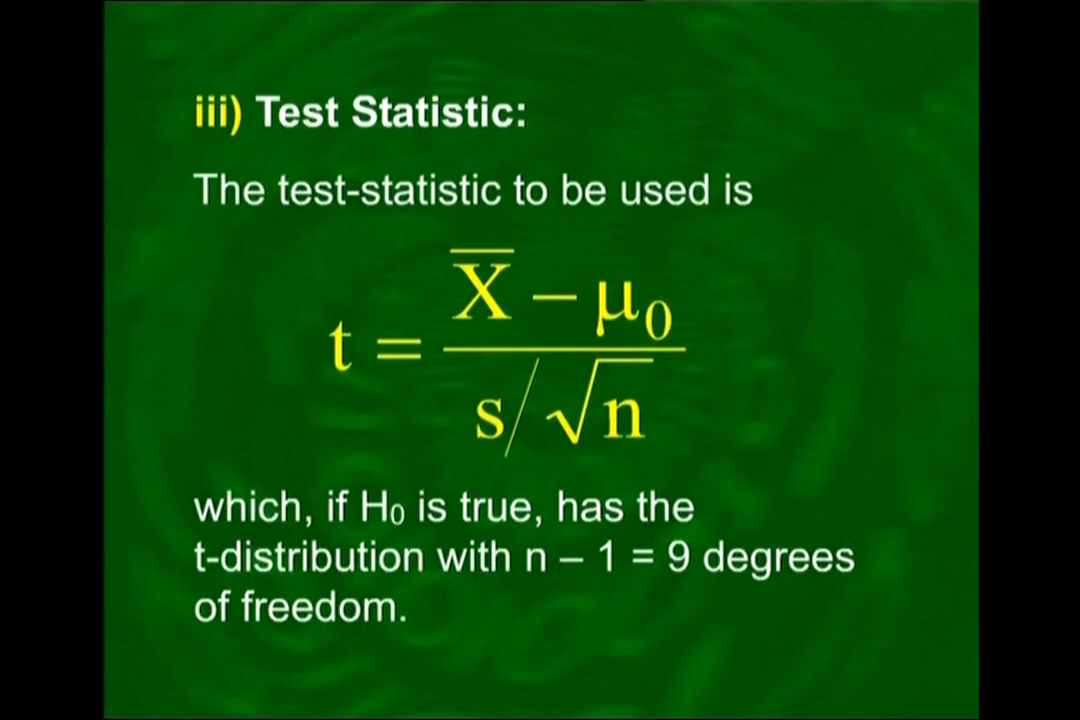 iii) Test Statistic:
The test-statistic to be used is
t = (X̅ − μ₀) / (s/√n)
which, if H₀ is true, has the
t-distribution with n – 1 = 9 degrees
of freedom.